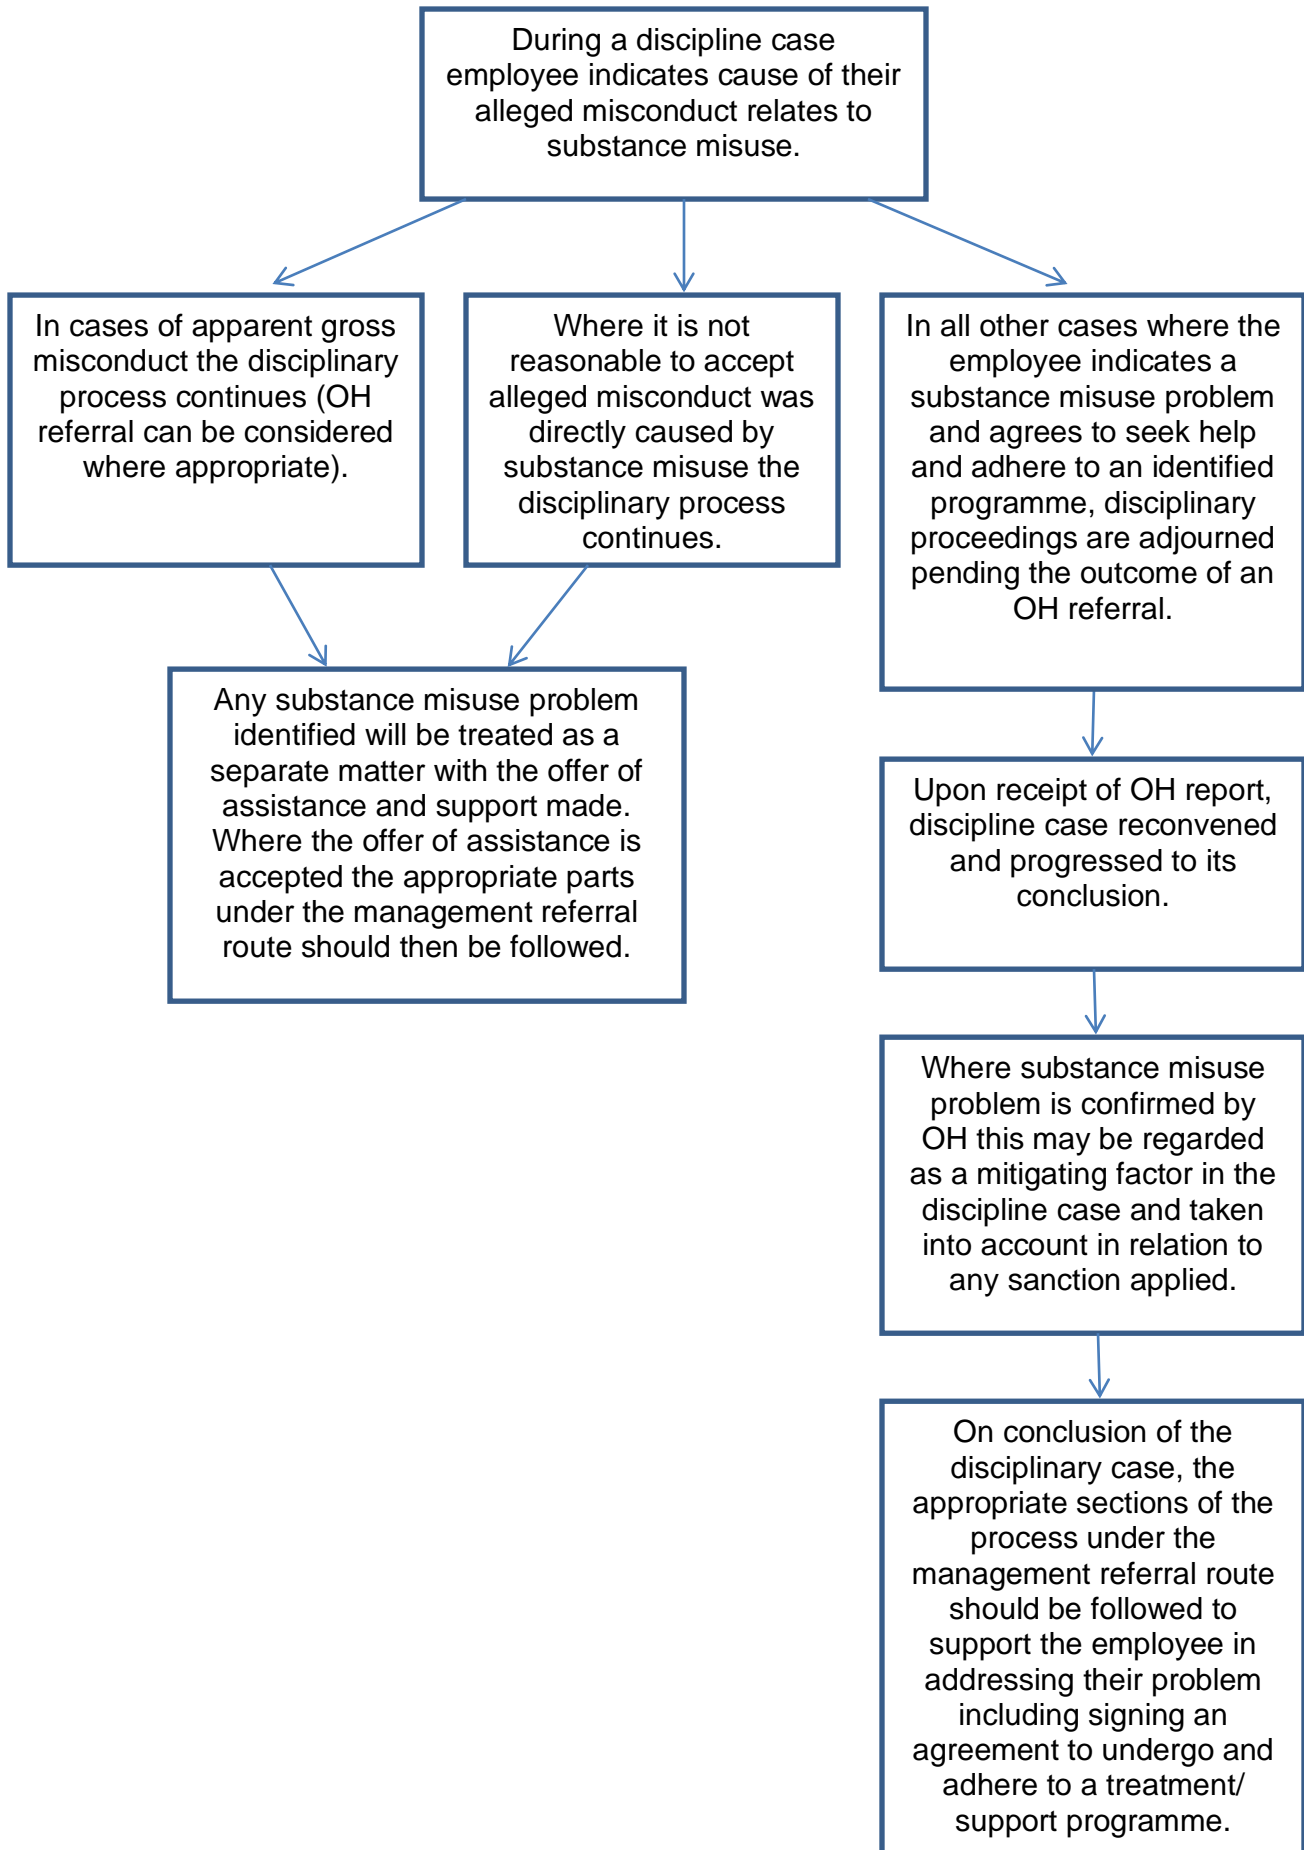 During a discipline case
employee indicates cause of their
alleged misconduct relates to
substance misuse.
In cases of apparent gross
misconduct the disciplinary
process continues (OH
referral can be considered
where appropriate).
Where it is not
reasonable to accept
alleged misconduct was
directly caused by
substance misuse the
disciplinary process
continues.
In all other cases where the
employee indicates a
substance misuse problem
and agrees to seek help
and adhere to an identified
programme, disciplinary
proceedings are adjourned
pending the outcome of an
OH referral.
Any substance misuse problem
identified will be treated as a
separate matter with the offer of
assistance and support made.
Where the offer of assistance is
accepted the appropriate parts
under the management referral
route should then be followed.
Upon receipt of OH report,
discipline case reconvened
and progressed to its
conclusion.
Where substance misuse
problem is confirmed by
OH this may be regarded
as a mitigating factor in the
discipline case and taken
into account in relation to
any sanction applied.
On conclusion of the
disciplinary case, the
appropriate sections of the
process under the
management referral route
should be followed to
support the employee in
addressing their problem
including signing an
agreement to undergo and
adhere to a treatment/
support programme.